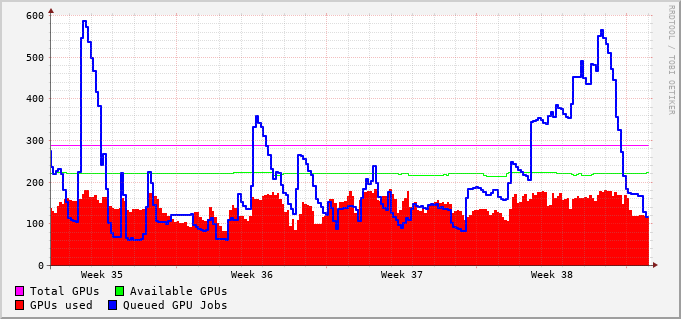 600
500
400
300
200
100
0
Week 35 Week 36 Week 37 Week 38
Total GPUs Available GPUs
GPUs used Queued GPU Jobs
RRDTOOL / TOBI OETIKER